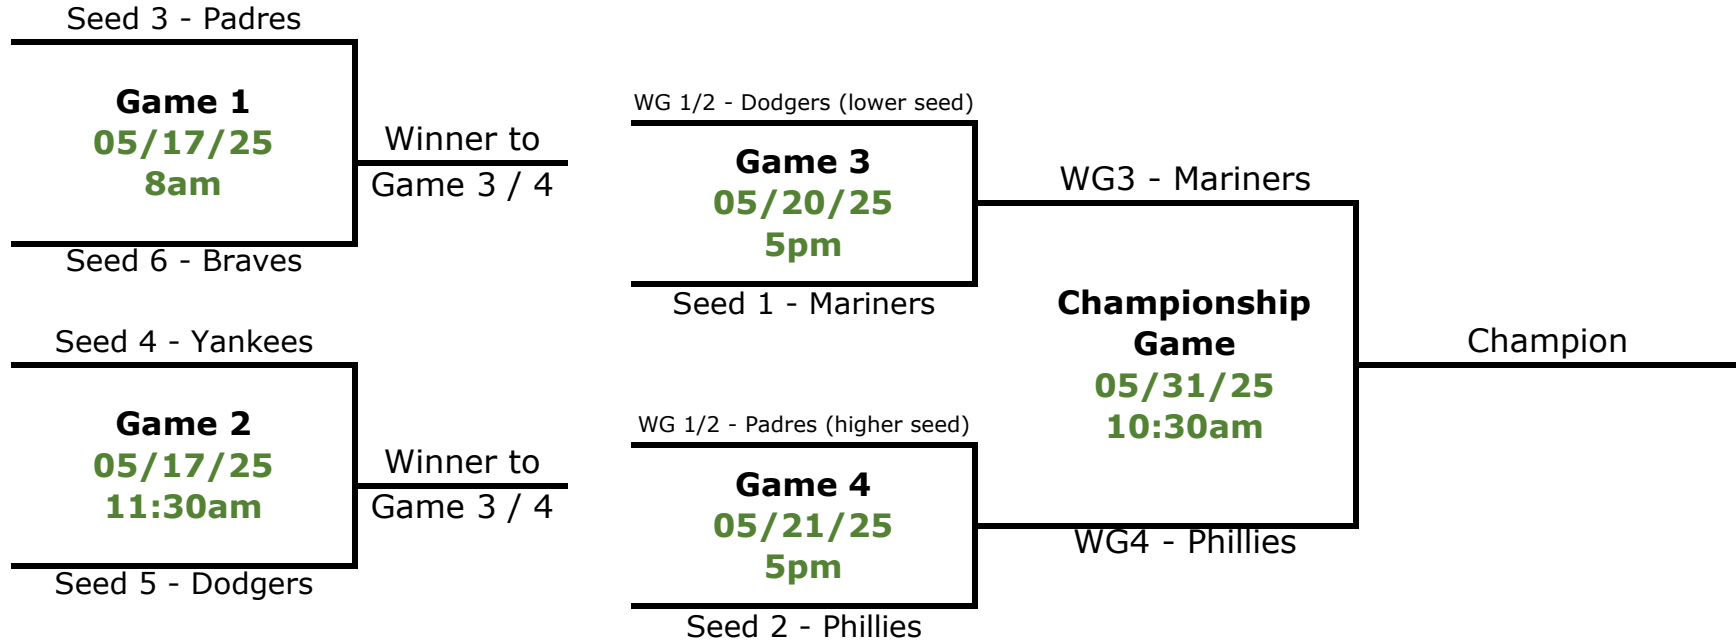 Seed 3 - Padres
Game 1
05/17/25
8am
Seed 6 - Braves
Winner to
Game 3 / 4
Seed 4 - Yankees
Game 2
05/17/25
11:30am
Seed 5 - Dodgers
Winner to
Game 3 / 4
WG 1/2 - Dodgers (lower seed)
Game 3
05/20/25
5pm
Seed 1 - Mariners
WG 1/2 - Padres (higher seed)
Game 4
05/21/25
5pm
Seed 2 - Phillies
WG3 - Mariners
Championship
Game
05/31/25
10:30am
WG4 - Phillies
Champion